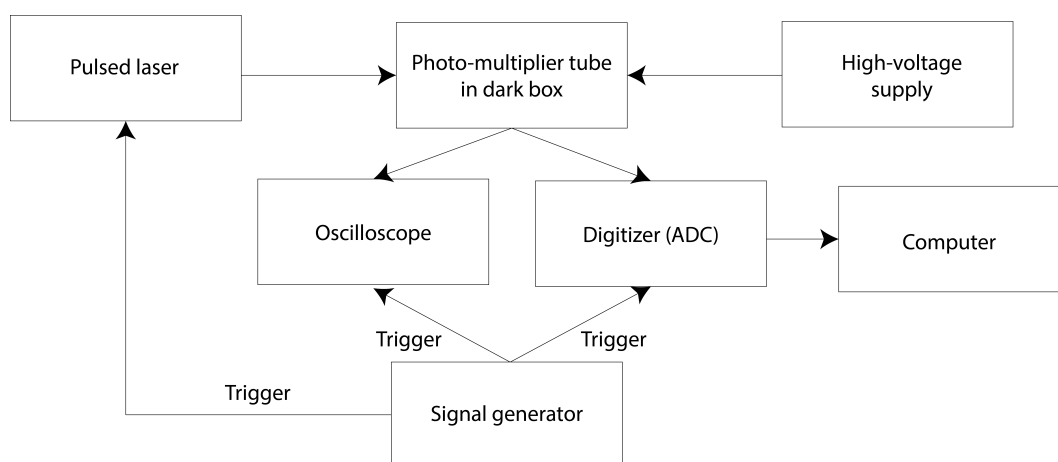 Pulsed laser
Photo-multiplier tube
in dark box
High-voltage
supply
Oscilloscope
Digitizer (ADC)
Computer
Trigger
Trigger
Trigger
Signal generator